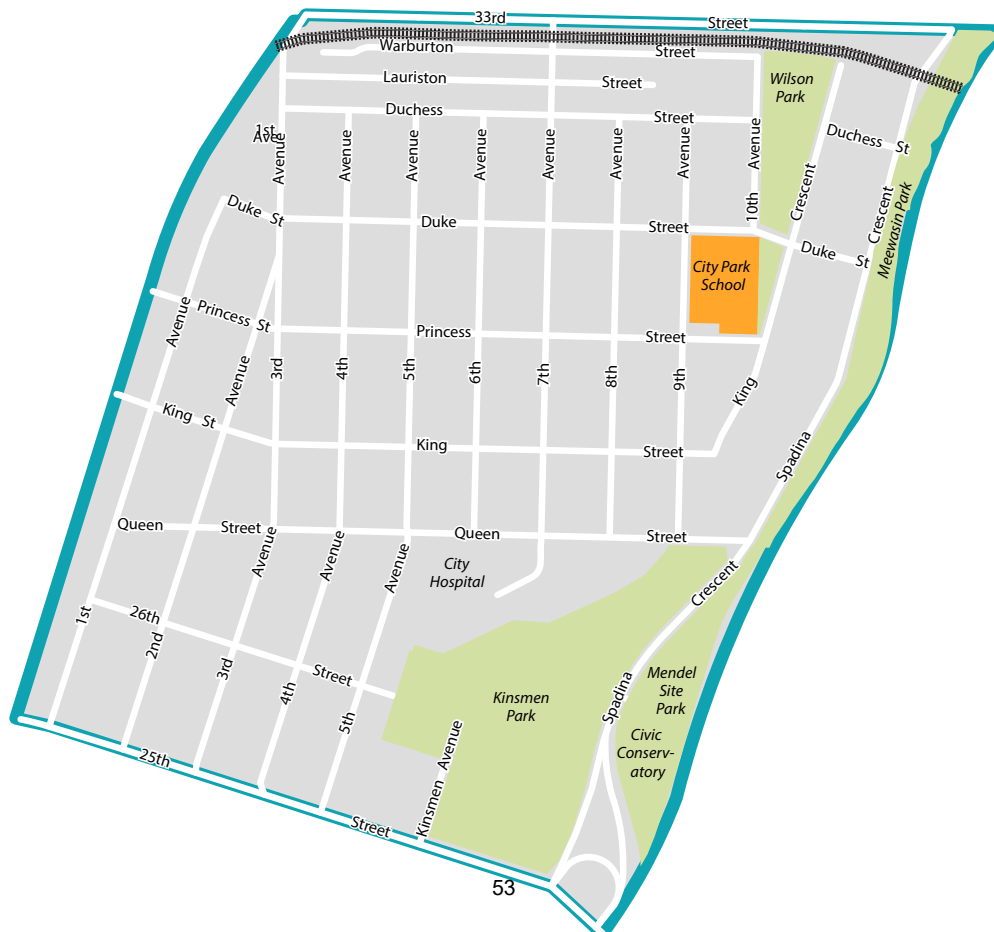 33rd Street
Warburton Street
Lauriston Street
Duchess Street
Wilson
Park
Duchess St
1st
Ave
Avenue
Avenue
Avenue
Avenue
Avenue
Avenue
Avenue
Avenue
10th
Crescent
Crescent
Meewasin Park
Duke St
Duke Street
Duke St
City Park
School
Avenue
Princess St
Princess Street
Avenue
3rd
4th
5th
6th
7th
8th
9th
King
King St
King Street
Spadina
Queen Street
Queen Street
Avenue
Avenue
Avenue
City
Hospital
Crescent
1st
26th Street
2nd
3rd
4th
5th
Kinsmen
Park
Spadina
Mendel
Site
Park
Civic
Conserv-
atory
Kinsmen Avenue
25th Street
53